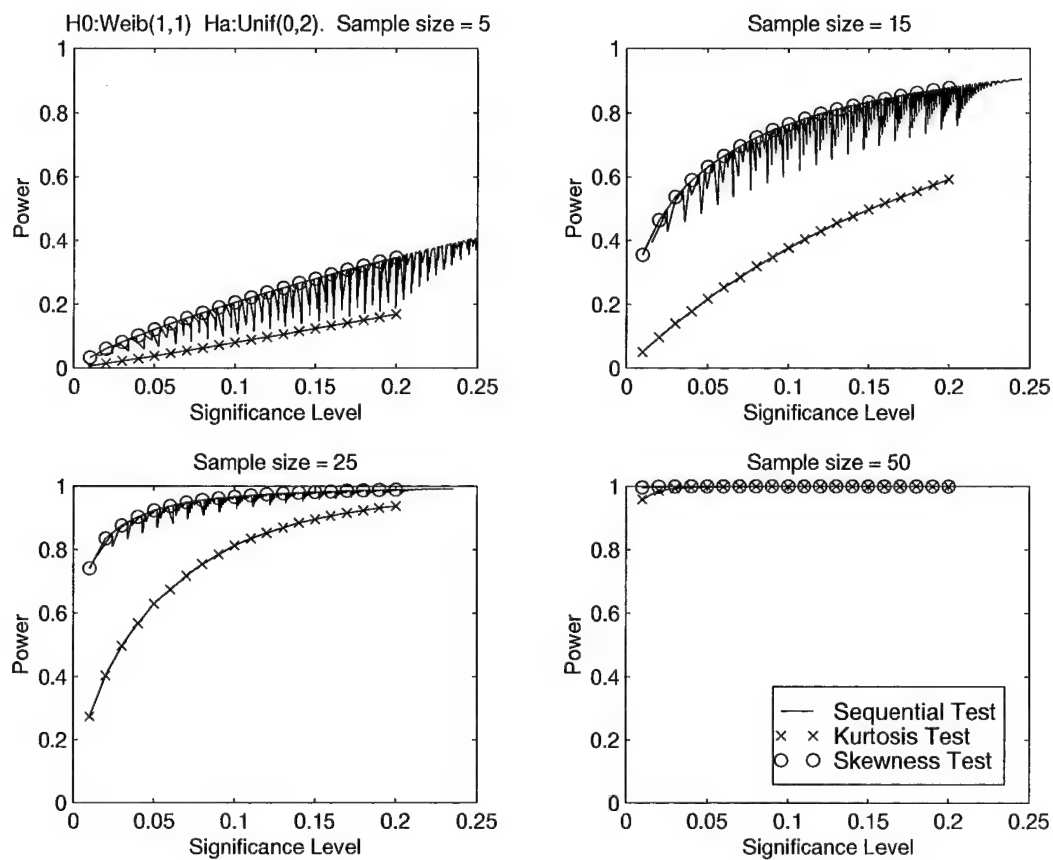 H0:Weib(1,1) Ha:Unif(0,2). Sample size = 5
1
0.8
0.6
0.4
0.2
0
Power
0 0.05 0.1 0.15 0.2 0.25
Significance Level
Sample size = 15
1
0.8
0.6
0.4
0.2
0
Power
0 0.05 0.1 0.15 0.2 0.25
Significance Level
Sample size = 25
1
0.8
0.6
0.4
0.2
0
Power
0 0.05 0.1 0.15 0.2 0.25
Significance Level
Sample size = 50
1
0.8
0.6
0.4
0.2
0
Power
0 0.05 0.1 0.15 0.2 0.25
Significance Level
Sequential Test
Kurtosis Test
Skewness Test